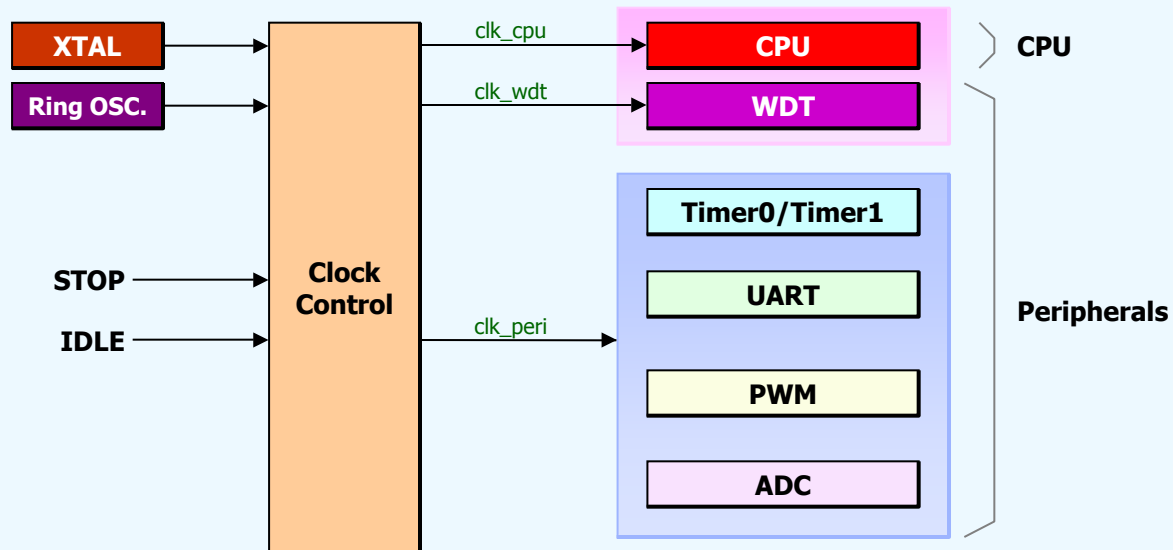 XTAL
clk_cpu
CPU
CPU
Ring OSC.
clk_wdt
WDT
Timer0/Timer1
STOP
Clock
Control
UART
Peripherals
IDLE
clk_peri
PWM
ADC